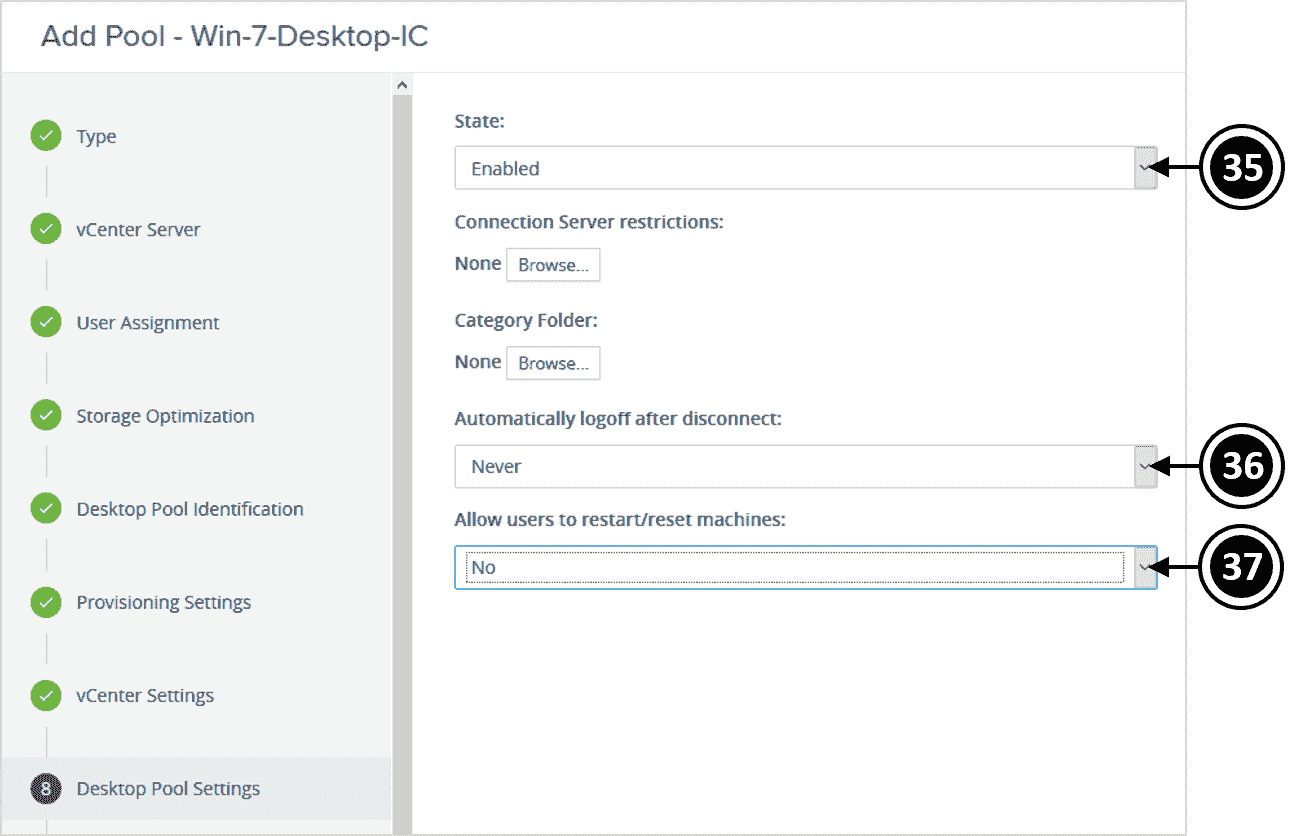 Add Pool - Win-7-Desktop-IC
Type
vCenter Server
User Assignment
Storage Optimization
Desktop Pool Identification
Provisioning Settings
vCenter Settings
8 Desktop Pool Settings
State:
Enabled
35
Connection Server restrictions:
None Browse...
Category Folder:
None Browse...
Automatically logoff after disconnect:
Never
36
Allow users to restart/reset machines:
No
37